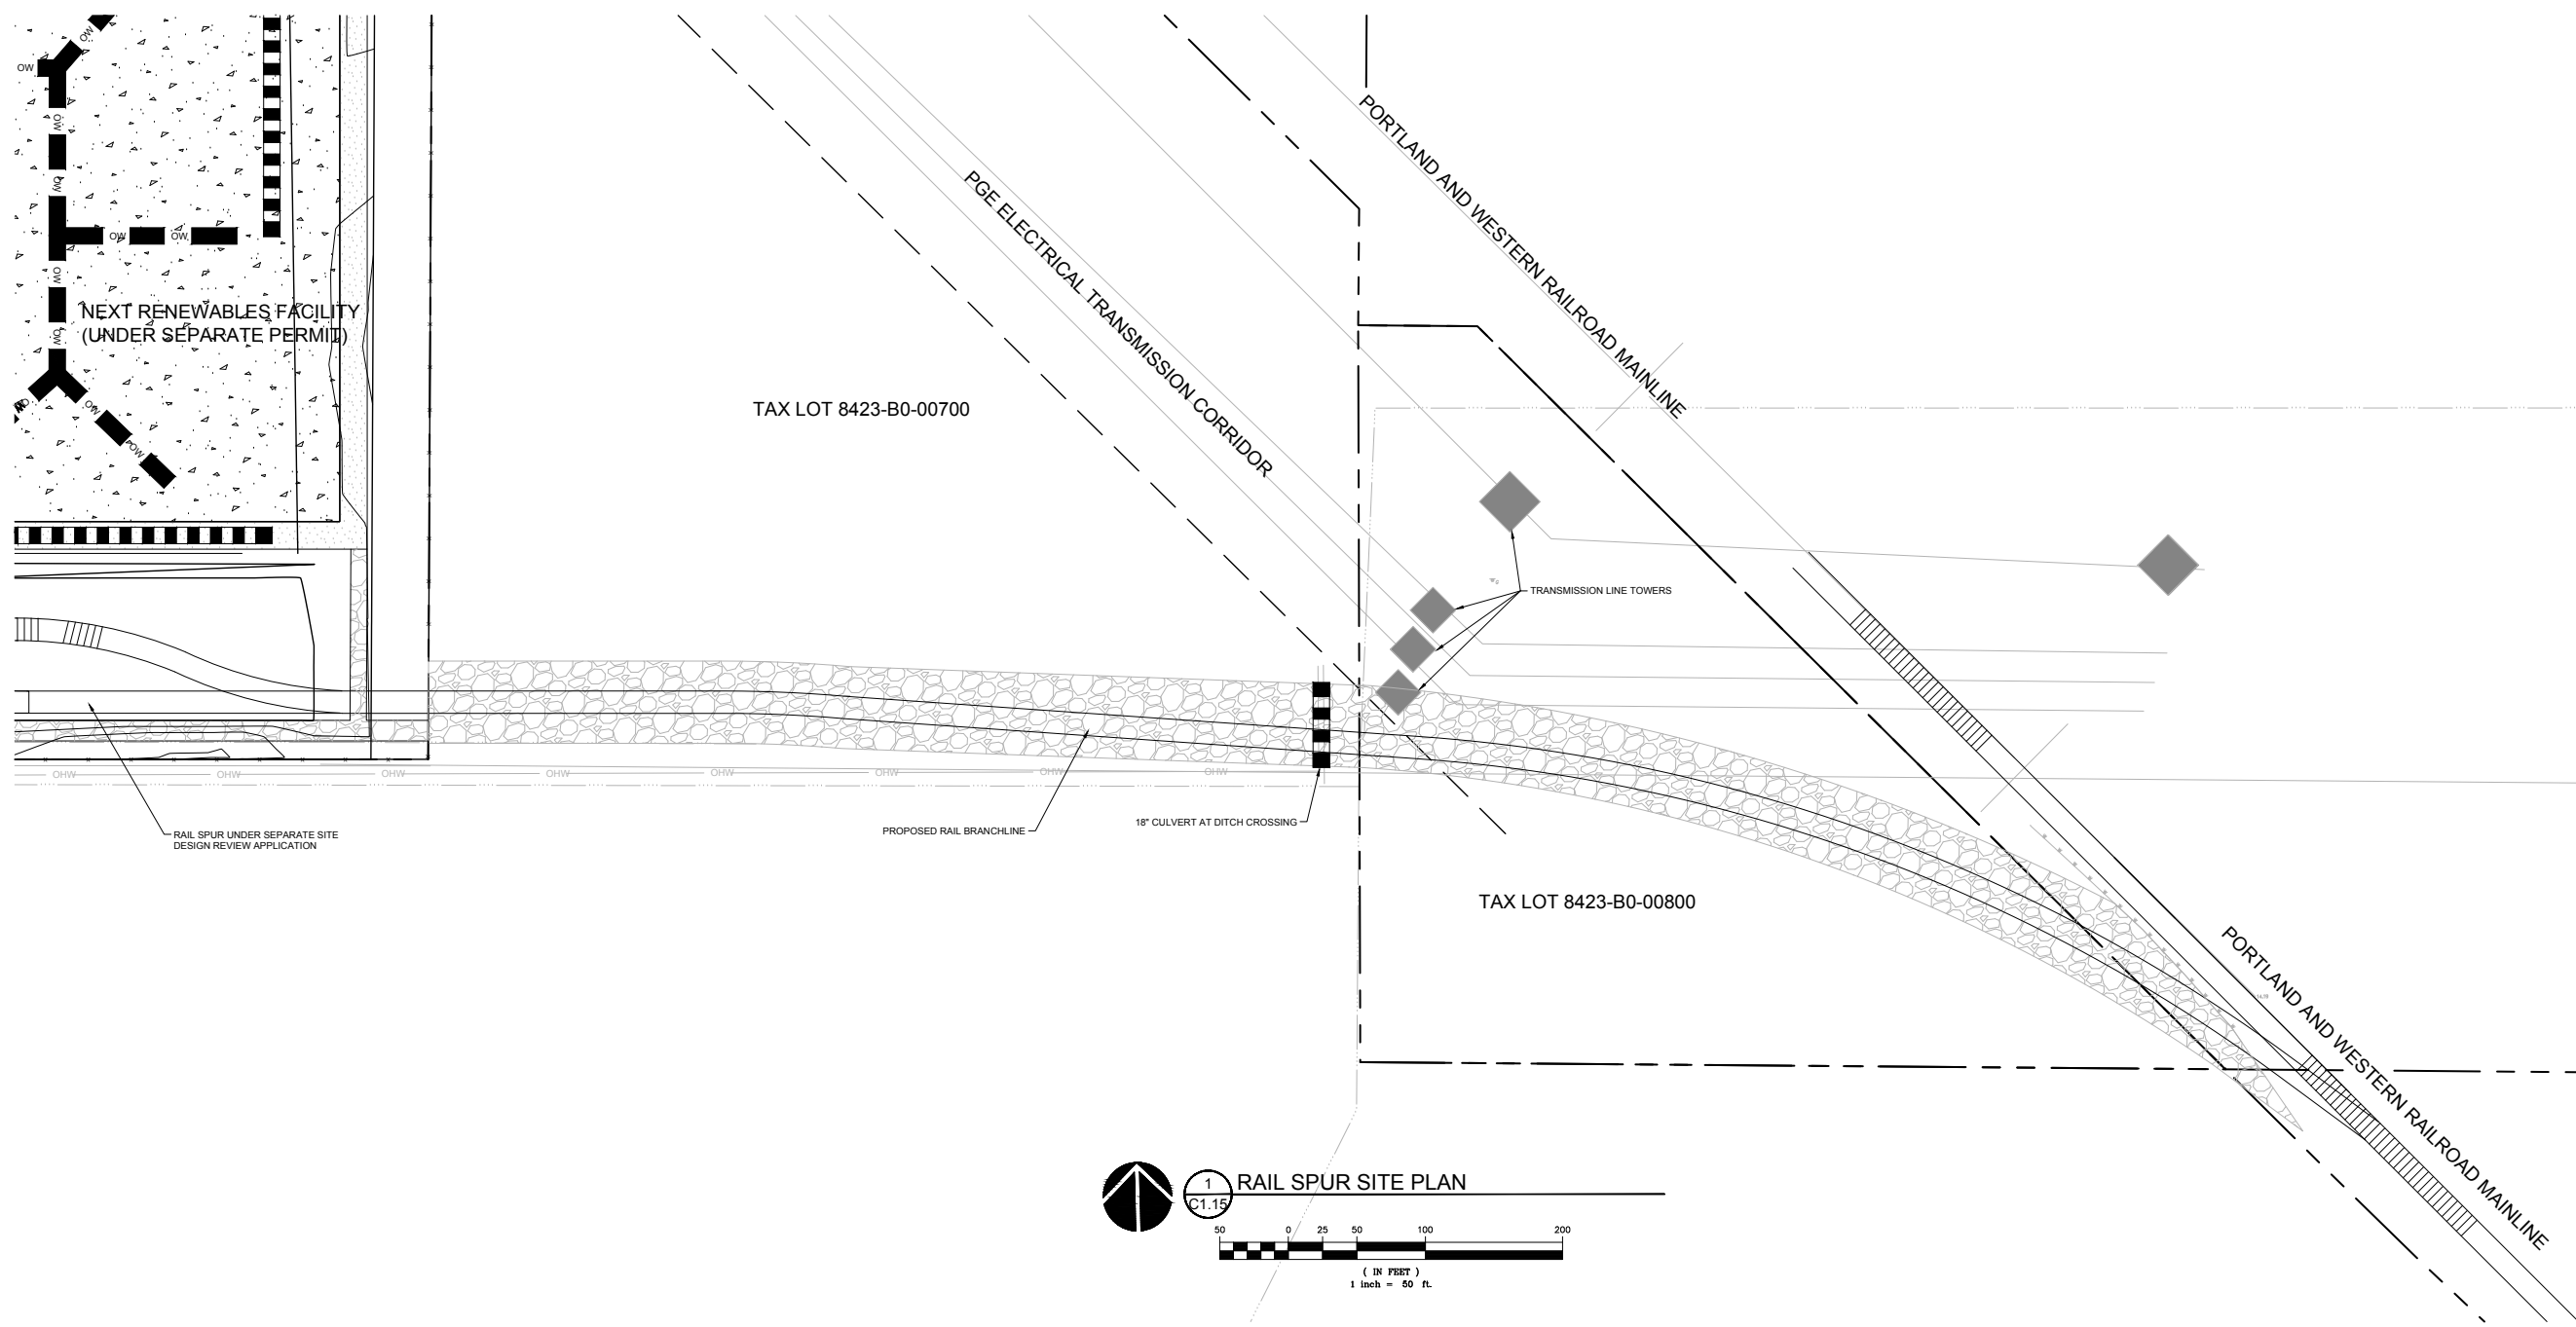 OW
OW
OW
OW
OW
OW
OW
OW
NEXT RENEWABLES FACILITY
(UNDER SEPARATE PERMIT)
OW
OW
OW
PORTLAND AND WESTERN RAILROAD MAINLINE
PGE ELECTRICAL TRANSMISSION CORRIDOR
TAX LOT 8423-B0-00700
TRANSMISSION LINE TOWERS
OHW
OHW
OHW
OHW
OHW
OHW
OHW
OHW
RAIL SPUR UNDER SEPARATE SITE
DESIGN REVIEW APPLICATION
PROPOSED RAIL BRANCHLINE
18" CULVERT AT DITCH CROSSING
TAX LOT 8423-B0-00800
PORTLAND AND WESTERN RAILROAD MAINLINE
1
C1.15
RAIL SPUR SITE PLAN
50 0 25 50 100 200
( IN FEET )
1 inch = 50 ft.